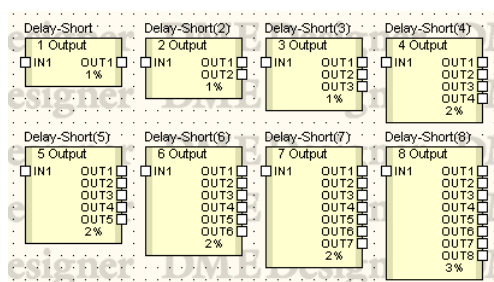 Delay-Short
1 Output
IN1 OUT1
1%
Delay-Short(2)
2 Output
IN1 OUT1
OUT2
1%
Delay-Short(3)
3 Output
IN1 OUT1
OUT2
OUT3
1%
Delay-Short(4)
4 Output
IN1 OUT1
OUT2
OUT3
OUT4
2%
Delay-Short(5)
5 Output
IN1 OUT1
OUT2
OUT3
OUT4
OUT5
2%
Delay-Short(6)
6 Output
IN1 OUT1
OUT2
OUT3
OUT4
OUT5
OUT6
2%
Delay-Short(7)
7 Output
IN1 OUT1
OUT2
OUT3
OUT4
OUT5
OUT6
OUT7
2%
Delay-Short(8)
8 Output
IN1 OUT1
OUT2
OUT3
OUT4
OUT5
OUT6
OUT7
OUT8
3%
esigner DME Designer